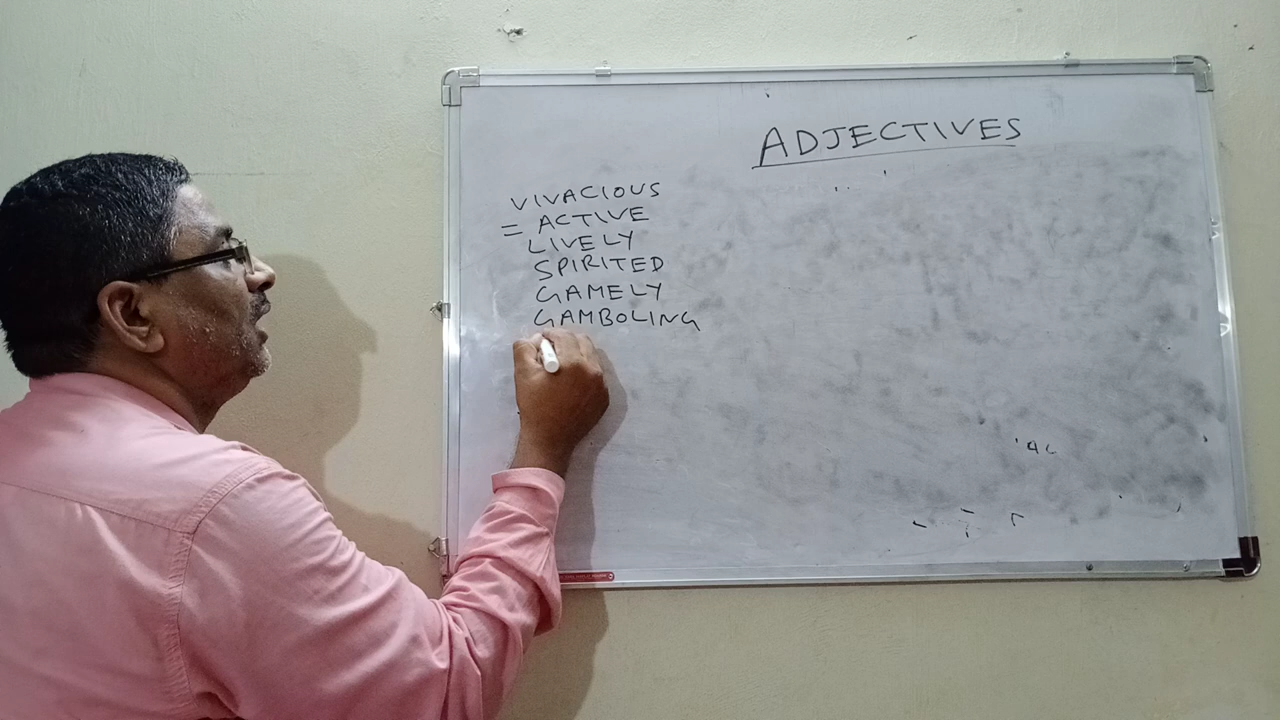 ADJECTIVES
VIVACIOUS
= ACTIVE
LIVELY
SPIRITED
GAMELY
GAMBOLING